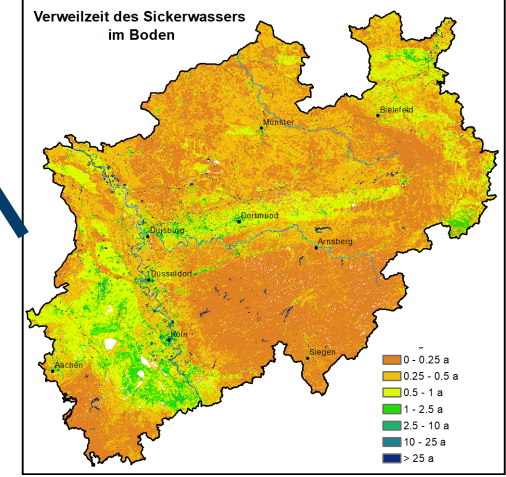 Verweilzeit des Sickerwassers
im Boden
Bielefeld
Münster
Dortmund
Duisburg
Arnsberg
Düsseldorf
Köln
Siegen
Aachen
0 - 0.25 a
0.25 - 0.5 a
0.5 - 1 a
1 - 2.5 a
2.5 - 10 a
10 - 25 a
> 25 a